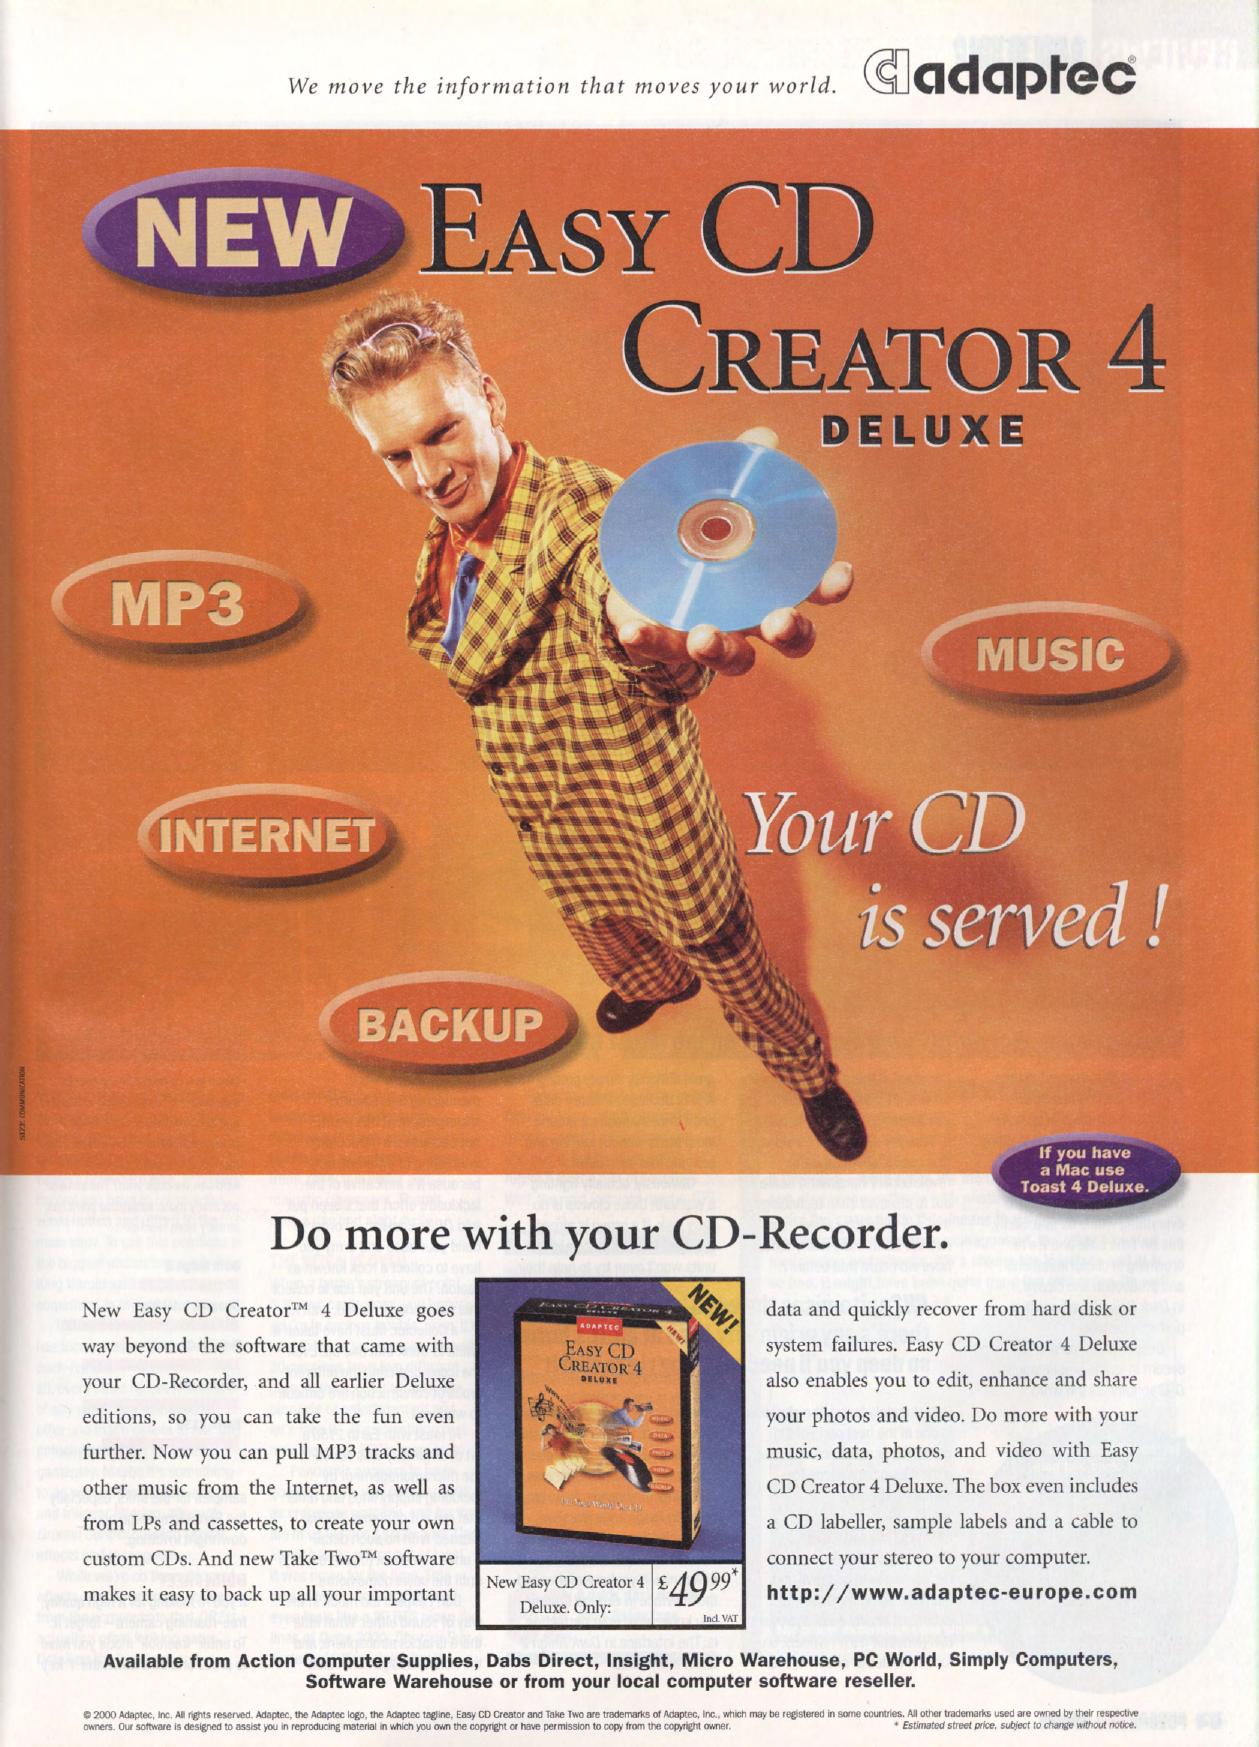 We move the information that moves your world.
adaptec®
NEW
EASY CD
CREATOR 4
DELUXE
MP3
MUSIC
INTERNET
Your CD
is served !
BACKUP
SIZZ: COMMUNICATION
If you have
a Mac use
Toast 4 Deluxe.
Do more with your CD-Recorder.
New Easy CD Creator™ 4 Deluxe goes
way beyond the software that came with
your CD-Recorder, and all earlier Deluxe
editions, so you can take the fun even
further. Now you can pull MP3 tracks and
other music from the Internet, as well as
from LPs and cassettes, to create your own
custom CDs. And new Take Two™ software
makes it easy to back up all your important
NEW!
EASY CD CREATOR 4
DELUXE
ADAPTEC
NEW!
EASY CD
CREATOR 4
DELUXE
MUSIC
DATA
PHOTO
VIDEO
BACKUP
New Easy CD Creator 4
Deluxe. Only:
£49.99*
Incl. VAT
data and quickly recover from hard disk or
system failures. Easy CD Creator 4 Deluxe
also enables you to edit, enhance and share
your photos and video. Do more with your
music, data, photos, and video with Easy
CD Creator 4 Deluxe. The box even includes
a CD labeller, sample labels and a cable to
connect your stereo to your computer.
http://www.adaptec-europe.com
Available from Action Computer Supplies, Dabs Direct, Insight, Micro Warehouse, PC World, Simply Computers,
Software Warehouse or from your local computer software reseller.
© 2000 Adaptec, Inc. All rights reserved. Adaptec, the Adaptec logo, the Adaptec tagline, Easy CD Creator and Take Two are trademarks of Adaptec, Inc., which may be registered in some countries. All other trademarks used are owned by their respective
owners. Our software is designed to assist you in reproducing material in which you own the copyright or have permission to copy from the copyright owner.
* Estimated street price, subject to change without notice.